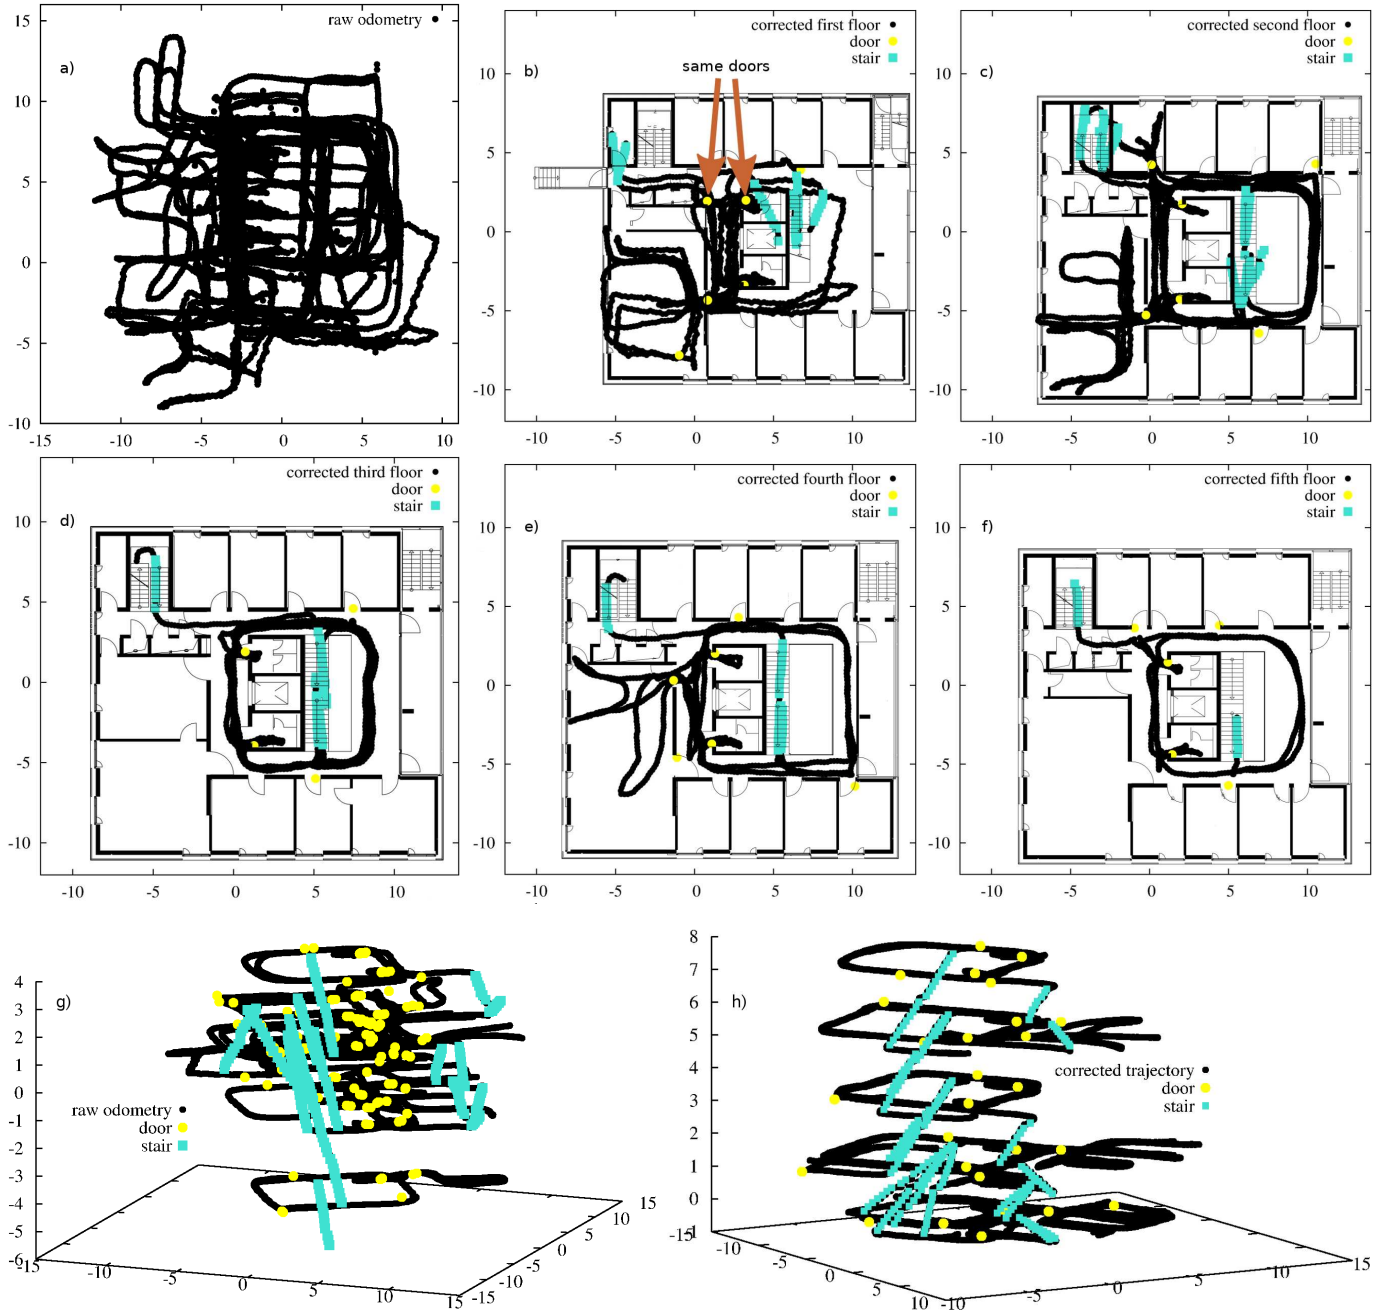 raw odometry
a)
15
10
5
0
-5
-10
-15 -10 -5 0 5 10
corrected first floor
door
stair
b)
same doors
10
5
0
-5
-10
-10 -5 0 5 10
corrected second floor
door
stair
c)
10
5
0
-5
-10
-10 -5 0 5 10
corrected third floor
door
stair
d)
10
5
0
-5
-10
-10 -5 0 5 10
corrected fourth floor
door
stair
e)
10
5
0
-5
-10
-10 -5 0 5 10
corrected fifth floor
door
stair
f)
10
5
0
-5
-10
-10 -5 0 5 10
g)
4
3
2
1
0
-1
-2
-3
-4
-5
-6
raw odometry
door
stair
-15 -10 -5 0 5 10 15
-15 -10 -5 0 5 10 15
h)
8
7
6
5
4
3
2
1
0
-1
corrected trajectory
door
stair
-15 -10 -5 0 5 10
-10 -5 0 5 10 15